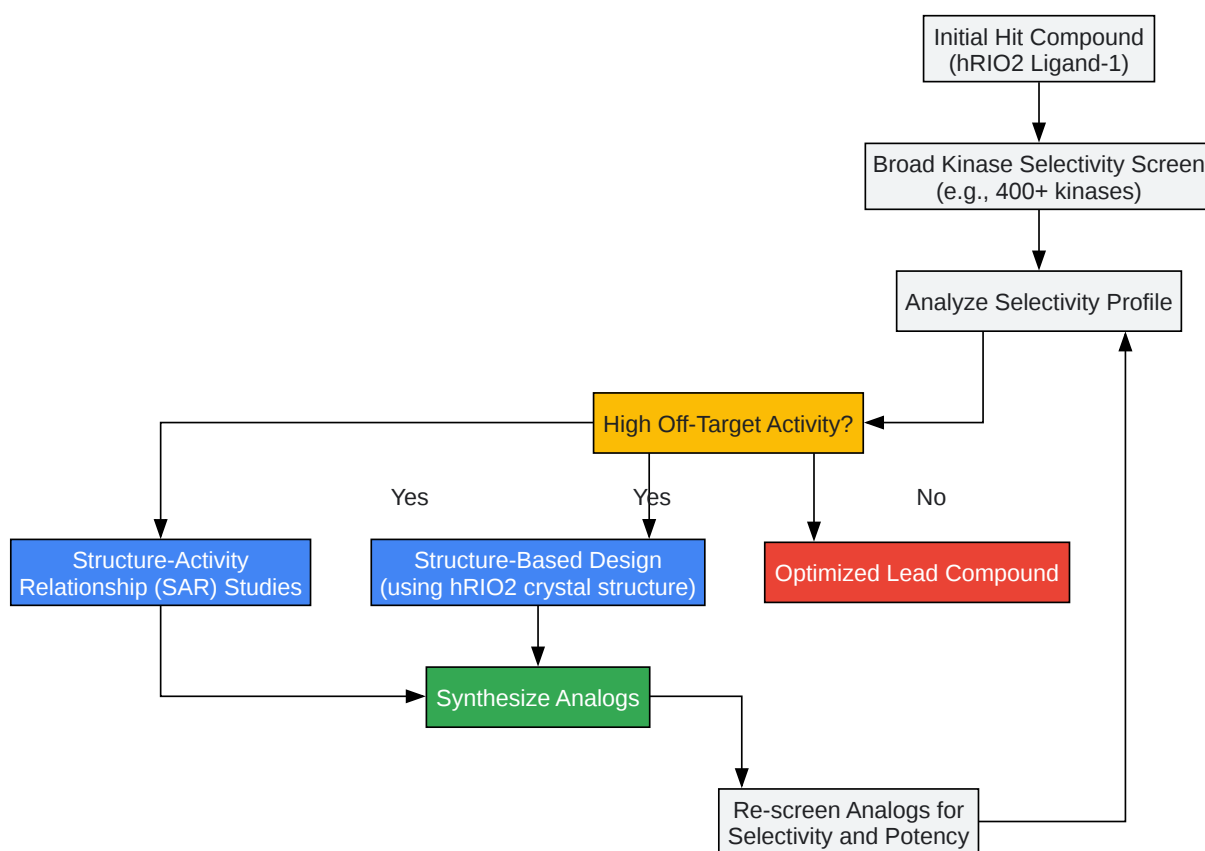 Initial Hit Compound
(hRIO2 Ligand-1)
Broad Kinase Selectivity Screen
(e.g., 400+ kinases)
Analyze Selectivity Profile
High Off-Target Activity?
Yes
Yes
No
Structure-Activity
Relationship (SAR) Studies
Structure-Based Design
(using hRIO2 crystal structure)
Optimized Lead Compound
Synthesize Analogs
Re-screen Analogs for
Selectivity and Potency